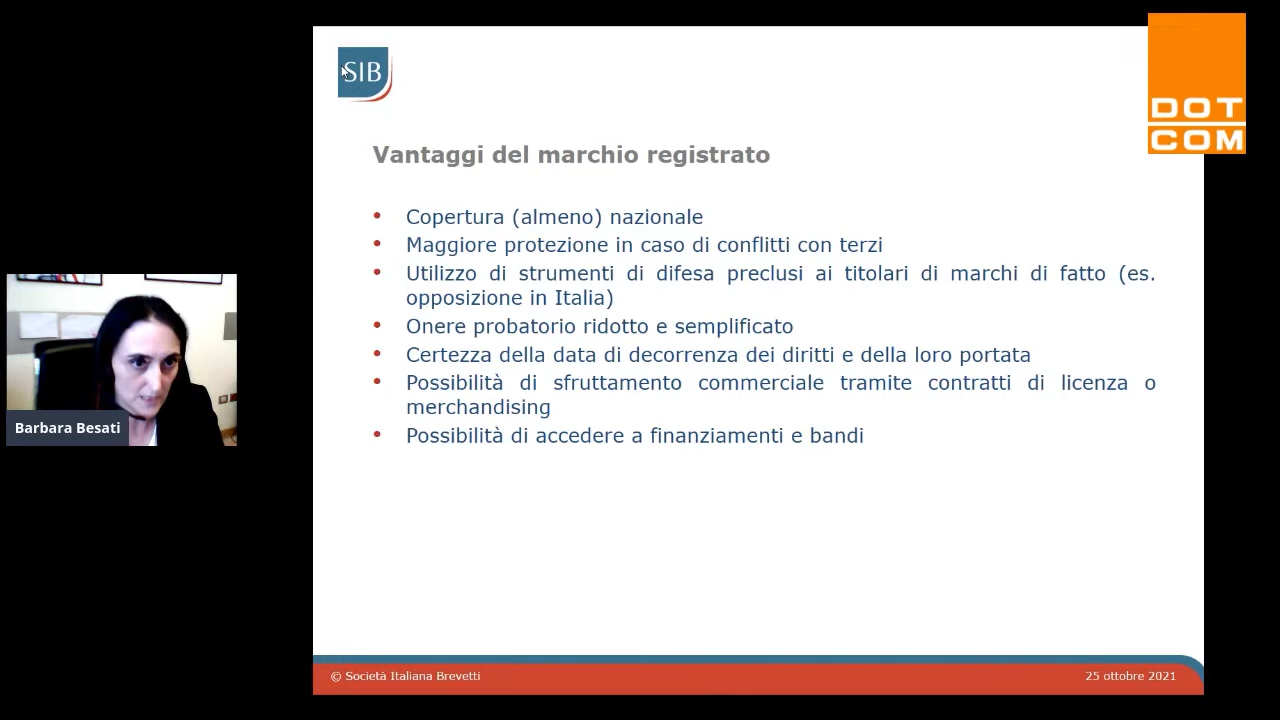 SIB
DOT
COM
Vantaggi del marchio registrato
• Copertura (almeno) nazionale
• Maggiore protezione in caso di conflitti con terzi
• Utilizzo di strumenti di difesa preclusi ai titolari di marchi di fatto (es.
opposizione in Italia)
• Onere probatorio ridotto e semplificato
• Certezza della data di decorrenza dei diritti e della loro portata
• Possibilità di sfruttamento commerciale tramite contratti di licenza o
merchandising
• Possibilità di accedere a finanziamenti e bandi
Barbara Besati
© Società Italiana Brevetti
25 ottobre 2021